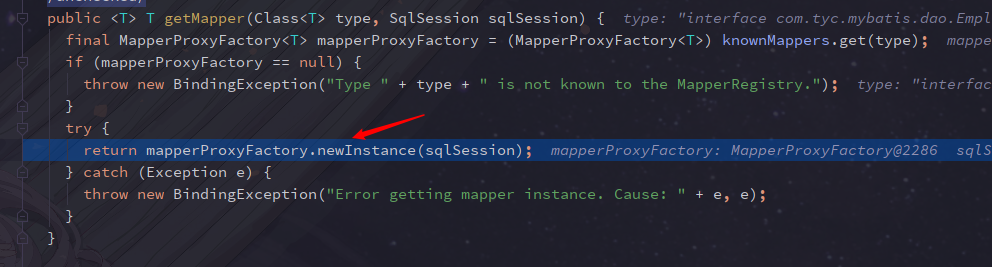 public <T> T getMapper(Class<T> type, SqlSession sqlSession) { type: "interface com.tyc.mybatis.dao.Empl
final MapperProxyFactory<T> mapperProxyFactory = (MapperProxyFactory<T>) knownMappers.get(type); mappe
if (mapperProxyFactory == null) {
throw new BindingException("Type " + type + " is not known to the MapperRegistry."); type: "interfac
}
try {
return mapperProxyFactory.newInstance(sqlSession); mapperProxyFactory: MapperProxyFactory@2286 sqlS
} catch (Exception e) {
throw new BindingException("Error getting mapper instance. Cause: " + e, e);
}
}